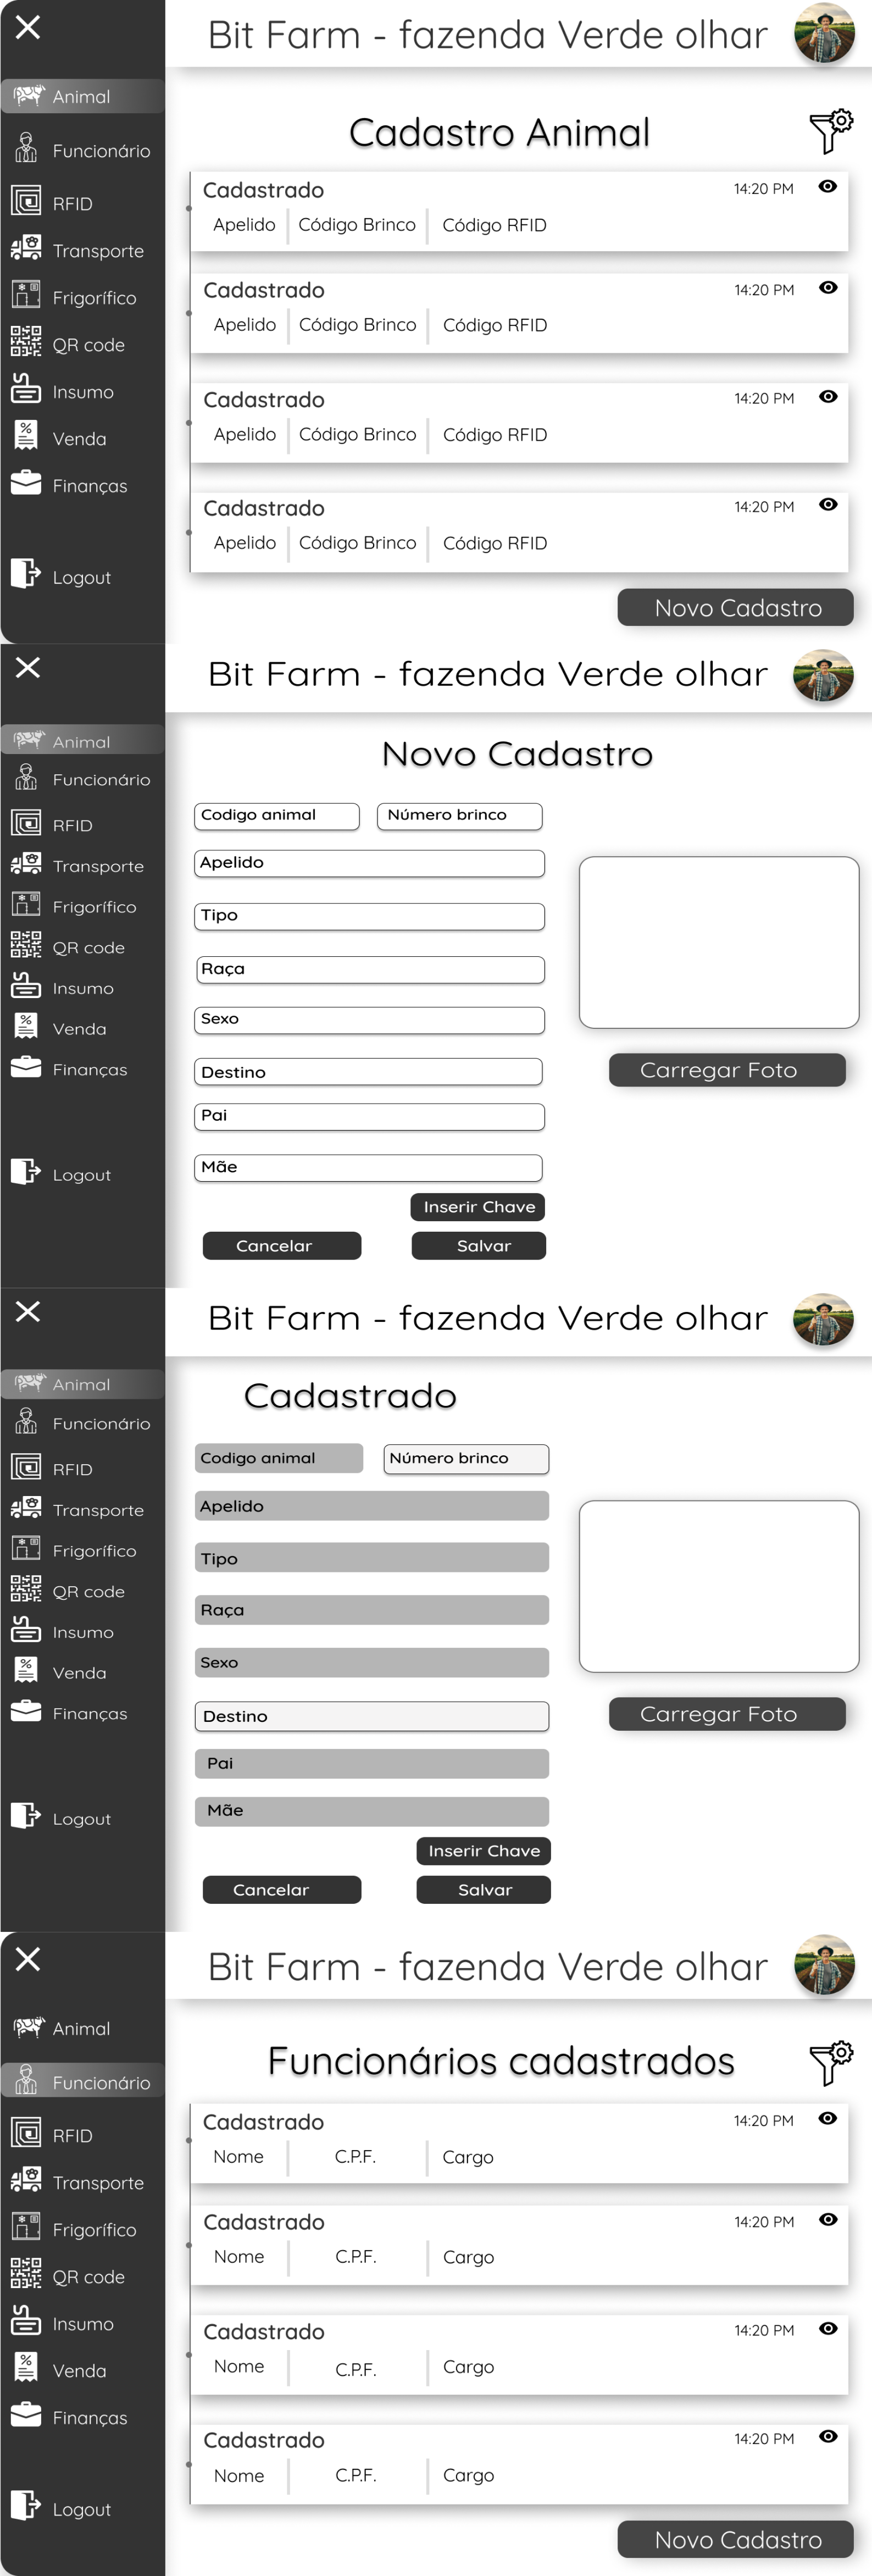 Bit Farm - fazenda Verde olhar
Animal
Funcionário
RFID
Transporte
Frigorífico
QR code
Insumo
Venda
Finanças
Logout
Cadastro Animal
Cadastrado 14:20 PM
Apelido Código Brinco Código RFID
Cadastrado 14:20 PM
Apelido Código Brinco Código RFID
Cadastrado 14:20 PM
Apelido Código Brinco Código RFID
Cadastrado 14:20 PM
Apelido Código Brinco Código RFID
Novo Cadastro
Bit Farm - fazenda Verde olhar
Animal
Funcionário
RFID
Transporte
Frigorífico
QR code
Insumo
Venda
Finanças
Logout
Novo Cadastro
Codigo animal Número brinco
Apelido
Tipo
Raça
Sexo
Destino
Pai
Mãe
Inserir Chave
Cancelar Salvar
Carregar Foto
Bit Farm - fazenda Verde olhar
Animal
Funcionário
RFID
Transporte
Frigorífico
QR code
Insumo
Venda
Finanças
Logout
Cadastrado
Codigo animal Número brinco
Apelido
Tipo
Raça
Sexo
Destino
Pai
Mãe
Inserir Chave
Cancelar Salvar
Carregar Foto
Bit Farm - fazenda Verde olhar
Animal
Funcionário
RFID
Transporte
Frigorífico
QR code
Insumo
Venda
Finanças
Logout
Funcionários cadastrados
Cadastrado 14:20 PM
Nome C.P.F. Cargo
Cadastrado 14:20 PM
Nome C.P.F. Cargo
Cadastrado 14:20 PM
Nome C.P.F. Cargo
Cadastrado 14:20 PM
Nome C.P.F. Cargo
Novo Cadastro